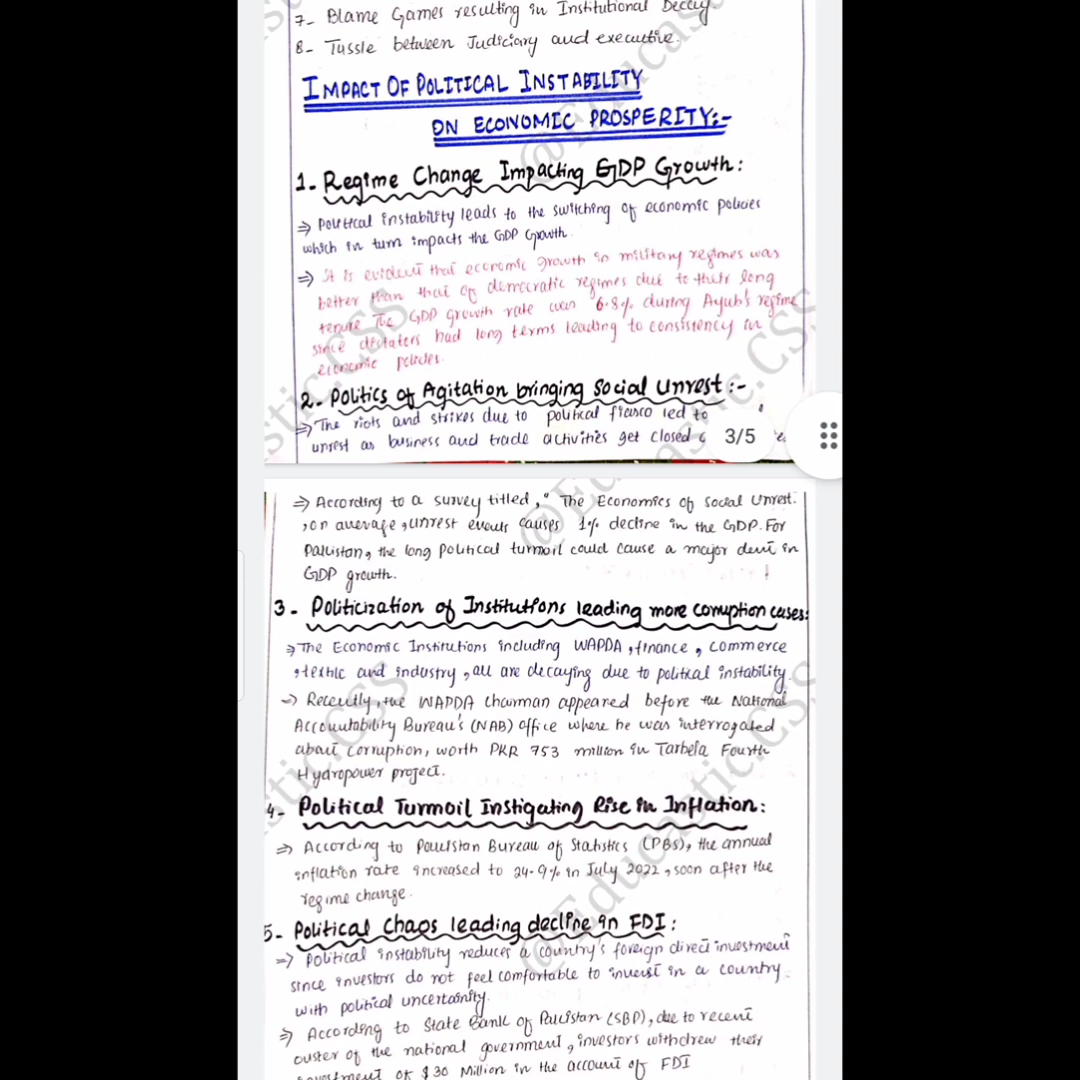 7- Blame Games resulting in Institutional Decay.
8- Tussle between Judiciary and executive.
IMPACT OF POLITICAL INSTABILITY
ON ECONOMIC PROSPERITY:-
1- Regime Change Impacting GDP Growth:
⇒ Political instability leads to the switching of economic policies
which in turn impacts the GDP Growth.
⇒ It is evident that economic growth in military regimes was
better than that of democratic regimes due to their long
tenure. The GDP growth rate was 6.8% during Ayub's regime
since dictators had long terms leading to consistency in
economic policies.
2- Politics of Agitation bringing Social Unrest:-
⇒ The riots and strikes due to political fiasco led to
unrest as business and trade activities get closed
3/5
⇒ According to a survey titled, "The Economics of Social Unrest.
, on average, unrest events causes 1% decline in the GDP. For
Pakistan, the long political turmoil could cause a major dent in
GDP growth.
3- Politicization of Institutions leading more corruption cases:
⇒ The Economic Institutions including WAPDA, finance, commerce
, textile and industry, all are decaying due to political instability.
⇒ Recently, the WAPDA chairman appeared before the National
Accountability Bureau's (NAB) office where he was interrogated
about corruption, worth PKR 753 million in Tarbela Fourth
Hydropower project.
4- Political Turmoil Instigating Rise in Inflation:
⇒ According to Pakistan Bureau of Statistics (PBS), the annual
inflation rate increased to 24.9% in July 2022, soon after the
regime change.
5- Political Chaos leading decline in FDI:
⇒ Political instability reduces a country's foreign direct investment
since investors do not feel comfortable to invest in a country
with political uncertainity.
⇒ According to State Bank of Pakistan (SBP), due to recent
ouster of the national government, investors withdrew their
investment of $30 Million in the account of FDI
@Educastic.CSS
@Educastic.CSS